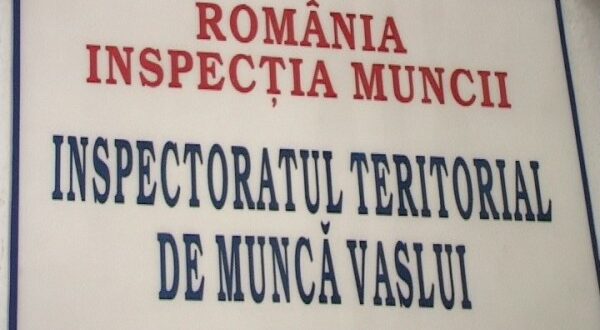 ROMÂNIA
INSPECȚIA MUNCII
INSPECTORATUL TERITORIAL
DE MUNCĂ VASLUI